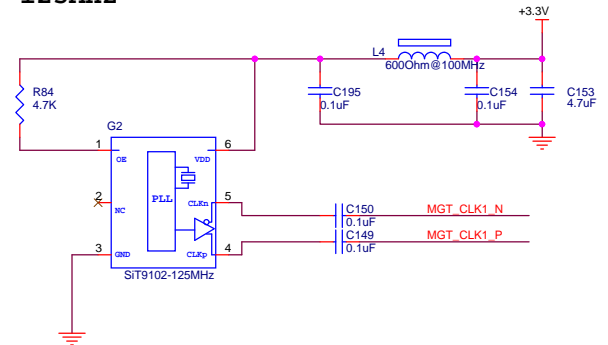 +3.3V
L4
600Ohm@100MHz
R84
4.7K
C195
0.1uF
C154
0.1uF
C153
4.7uF
G2
1
6
OE
VDD
2
5
PLL
CLKn
NC
3
4
GND
CLKp
SiT9102-125MHz
C150
0.1uF
MGT_CLK1_N
C149
0.1uF
MGT_CLK1_P